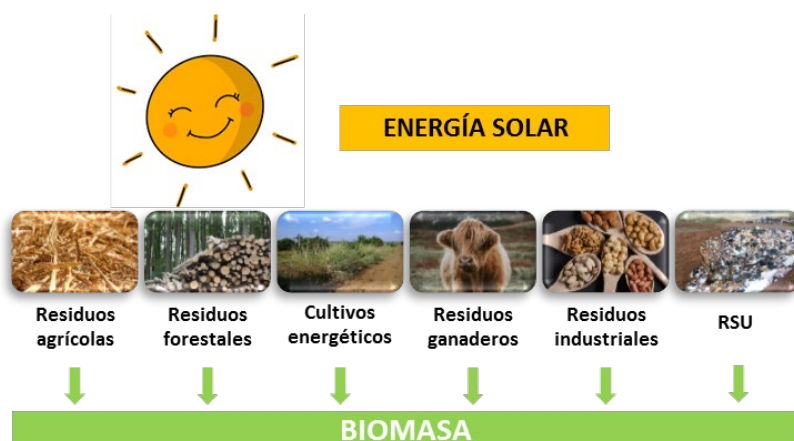 ENERGÍA SOLAR
Residuos
agrícolas
Residuos
forestales
Cultivos
energéticos
Residuos
ganaderos
Residuos
industriales
RSU
BIOMASA